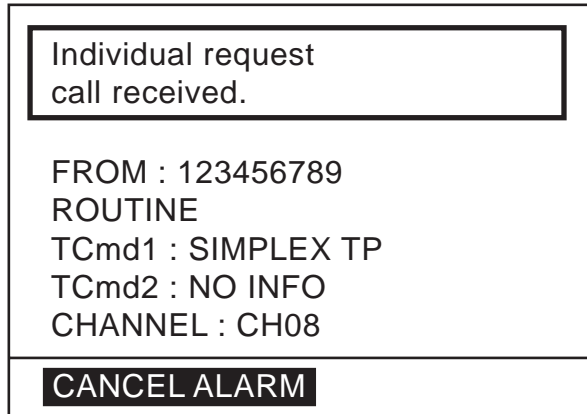 Individual request
call received.
FROM : 123456789
ROUTINE
TCmd1 : SIMPLEX TP
TCmd2 : NO INFO
CHANNEL : CH08
CANCEL ALARM